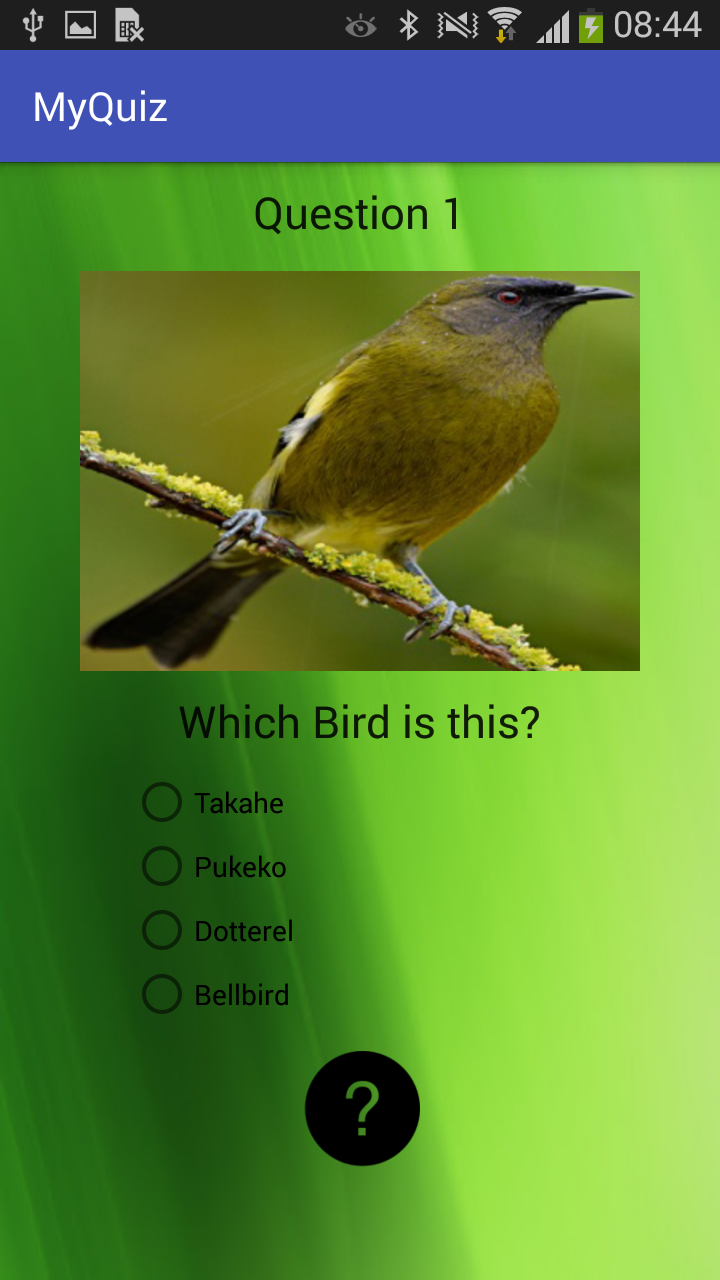 08:44
MyQuiz
Question 1
Which Bird is this?
Takahe
Pukeko
Dotterel
Bellbird
?